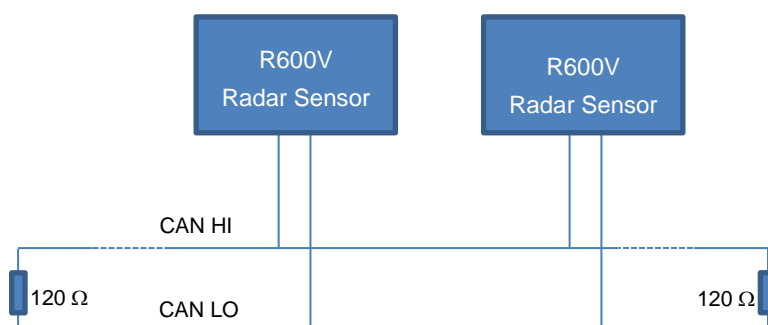 R600V
Radar Sensor
R600V
Radar Sensor
CAN HI
120 Ω
CAN LO
120 Ω